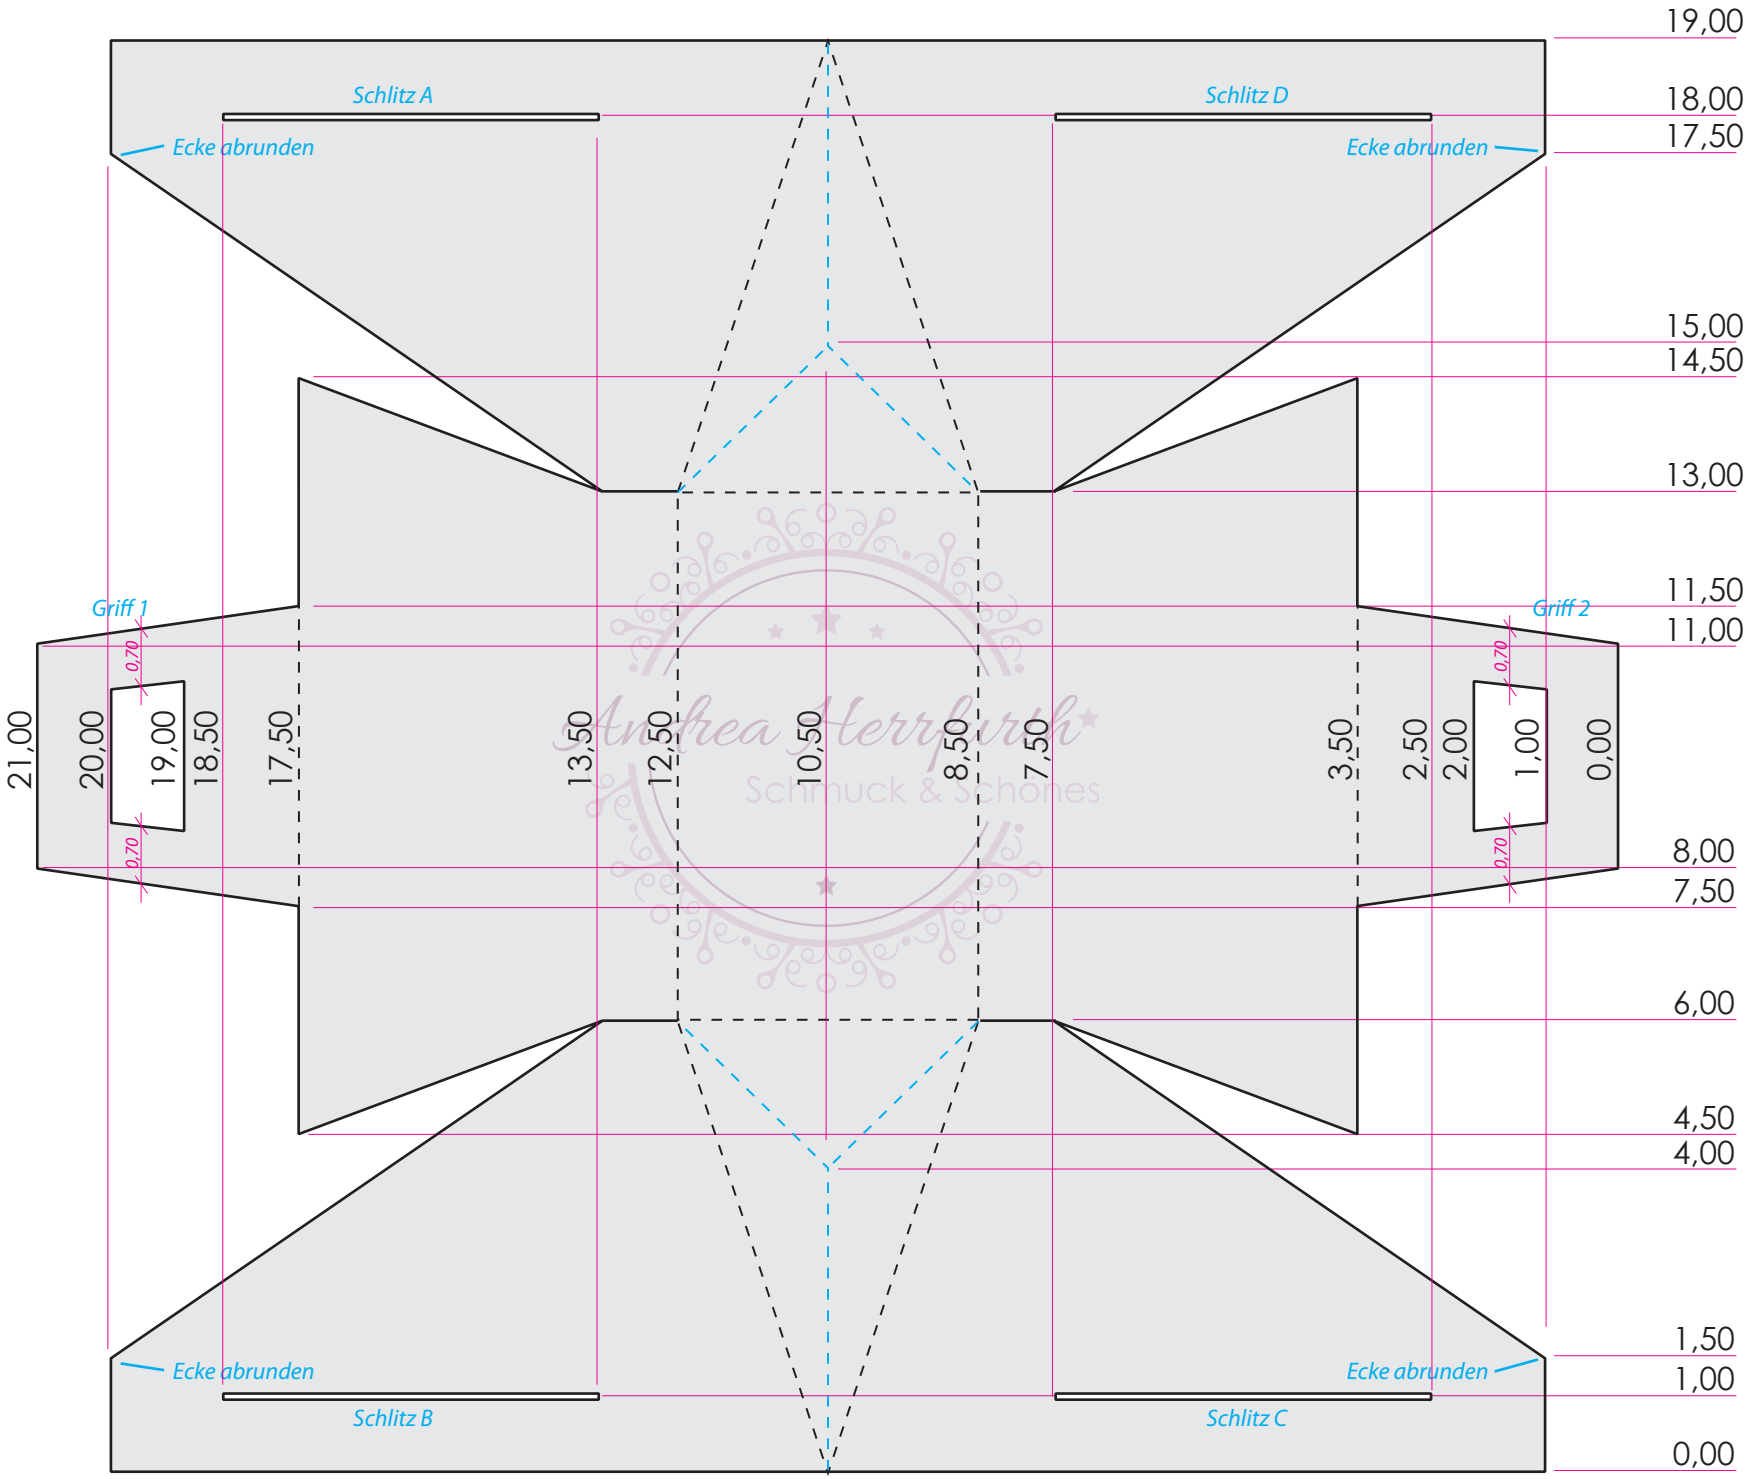 19,00
Schlitz A
Schlitz D
18,00
Ecke abrunden
Ecke abrunden
17,50
15,00
14,50
13,00
11,50
Griff 1
Griff 2
11,00
0,70
0,70
21,00
20,00
19,00
18,50
17,50
13,50
12,50
10,50
8,50
7,50
3,50
2,50
2,00
1,00
0,00
Andrea Herrfurth
Schmuck & Schönes
0,70
0,70
8,00
7,50
6,00
4,50
4,00
1,50
Ecke abrunden
Ecke abrunden
1,00
Schlitz B
Schlitz C
0,00